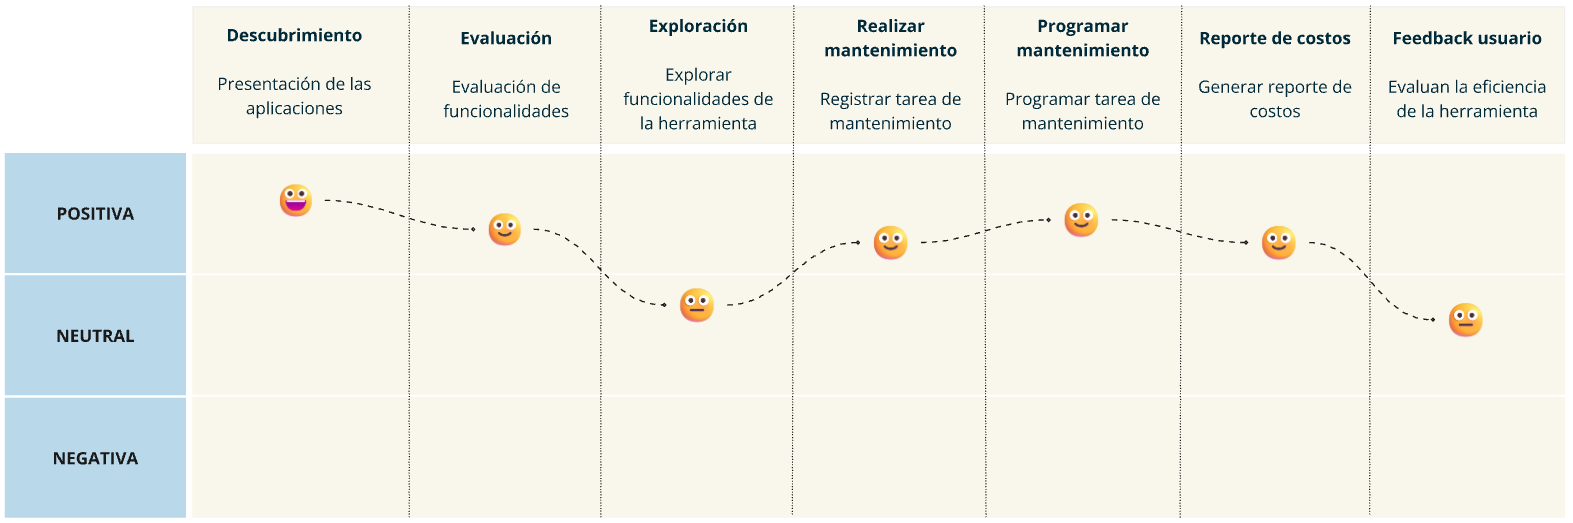 Descubrimiento
Presentación de las
aplicaciones
Evaluación
Evaluación de
funcionalidades
Exploración
Explorar
funcionalidades de
la herramienta
Realizar
mantenimiento
Registrar tarea de
mantenimiento
Programar
mantenimiento
Programar tarea de
mantenimiento
Reporte de costos
Generar reporte de
costos
Feedback usuario
Evaluan la eficiencia
de la herramienta
POSITIVA
NEUTRAL
NEGATIVA